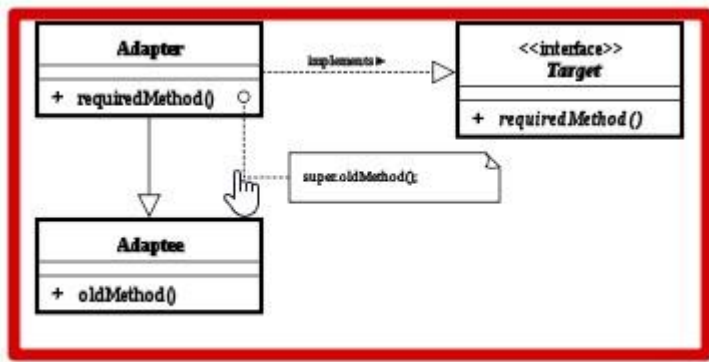 Adapter
+ requiredMethod()
implements ►
<<interface>>
Target
+ requiredMethod()
super.oldMethod();
Adaptee
+ oldMethod()